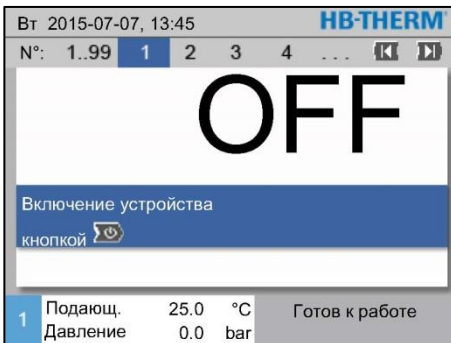 Вт 2015-07-07, 13:45 HB-THERM
N°: 1..99 1 2 3 4 ...
OFF
Включение устройства
кнопкой
1 Подающ. 25.0 °C Готов к работе
Давление 0.0 bar